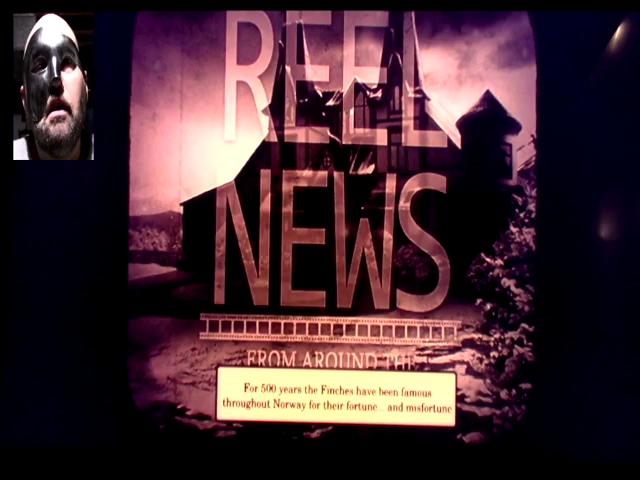 REEL
NEWS
FROM AROUND THE
For 500 years the Finches have been famous
throughout Norway for their fortune... and misfortune